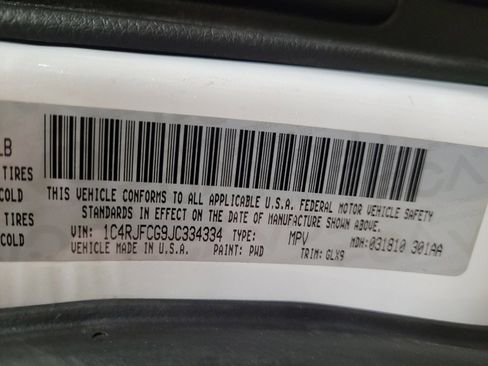 LB
TIRES
COLD
TIRES
COLD
THIS VEHICLE CONFORMS TO ALL APPLICABLE U.S.A. FEDERAL MOTOR VEHICLE SAFETY
STANDARDS IN EFFECT ON THE DATE OF MANUFACTURE SHOWN ABOVE.
VIN: 1C4RJFCG9JC334334 TYPE: MPV MDH: 031810 301AA
VEHICLE MADE IN U.S.A. PAINT: PWD TRIM: GLX9